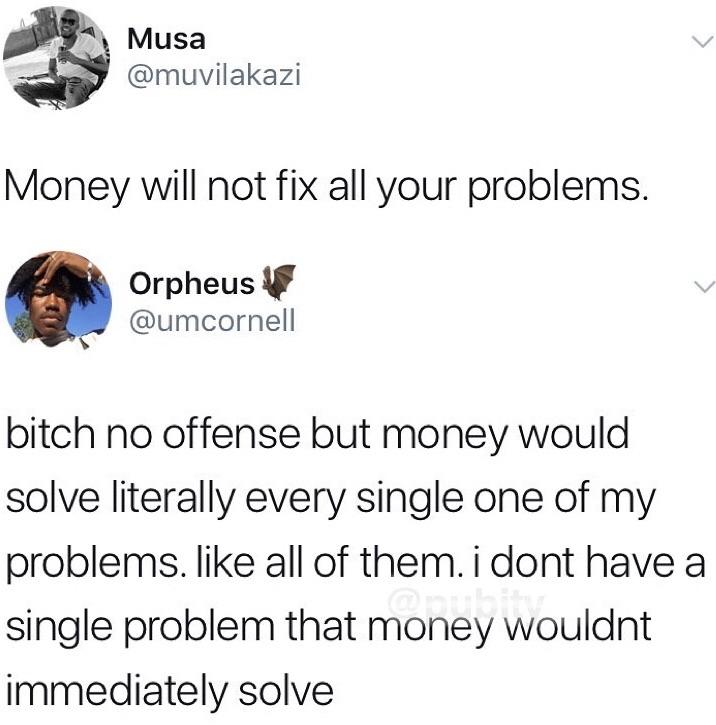 Musa
@muvilakazi
Money will not fix all your problems.
Orpheus🦇
@umcornell
bitch no offense but money would
solve literally every single one of my
problems. like all of them. i dont have a
@pubity
single problem that money wouldnt
immediately solve